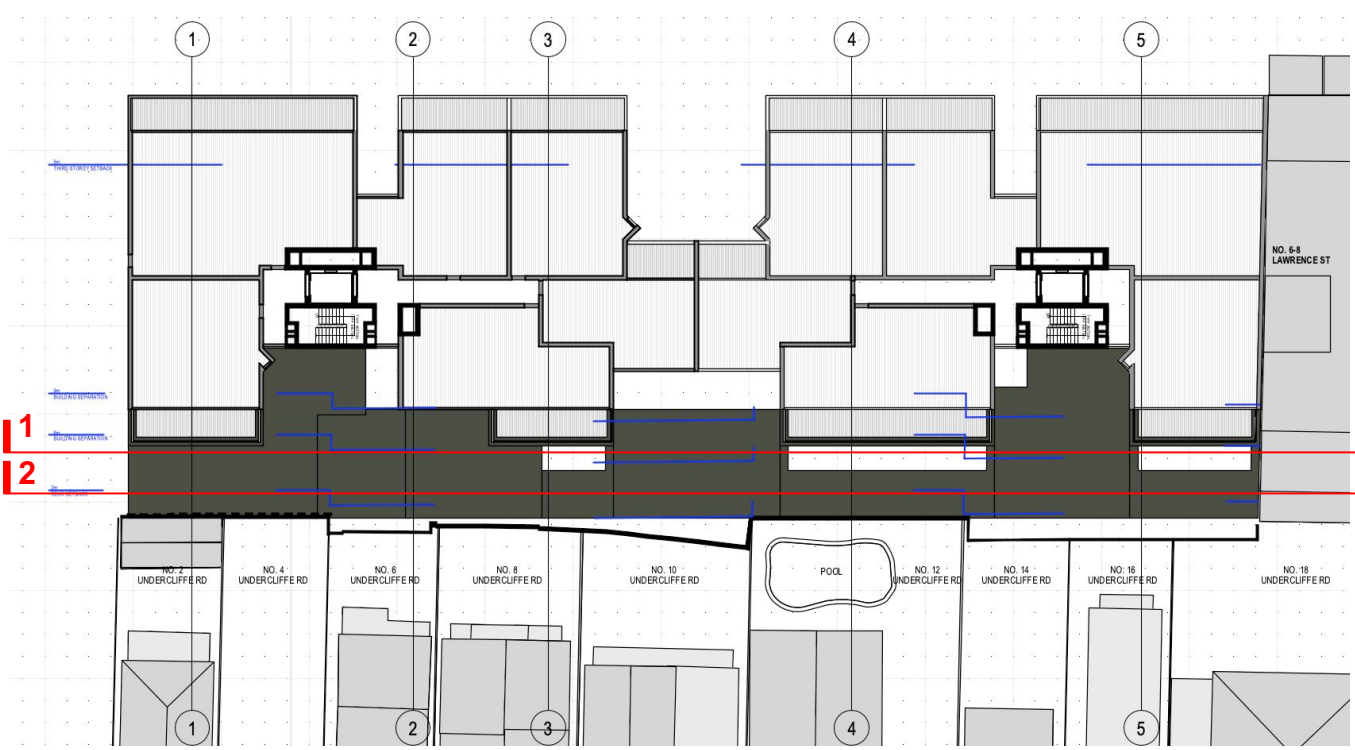 1 2 3 4 5
THIRD STOREY SETBACK
NO. 6-8
LAWRENCE ST
BUILDING SEPARATION
1
BUILDING SEPARATION
2
REAR SETBACK
NO. 2
UNDERCLIFFE RD
NO. 4
UNDERCLIFFE RD
NO. 6
UNDERCLIFFE RD
NO. 8
UNDERCLIFFE RD
NO. 10
UNDERCLIFFE RD
POOL
NO. 12
UNDERCLIFFE RD
NO. 14
UNDERCLIFFE RD
NO. 16
UNDERCLIFFE RD
NO. 18
UNDERCLIFFE RD
1 2 3 4 5